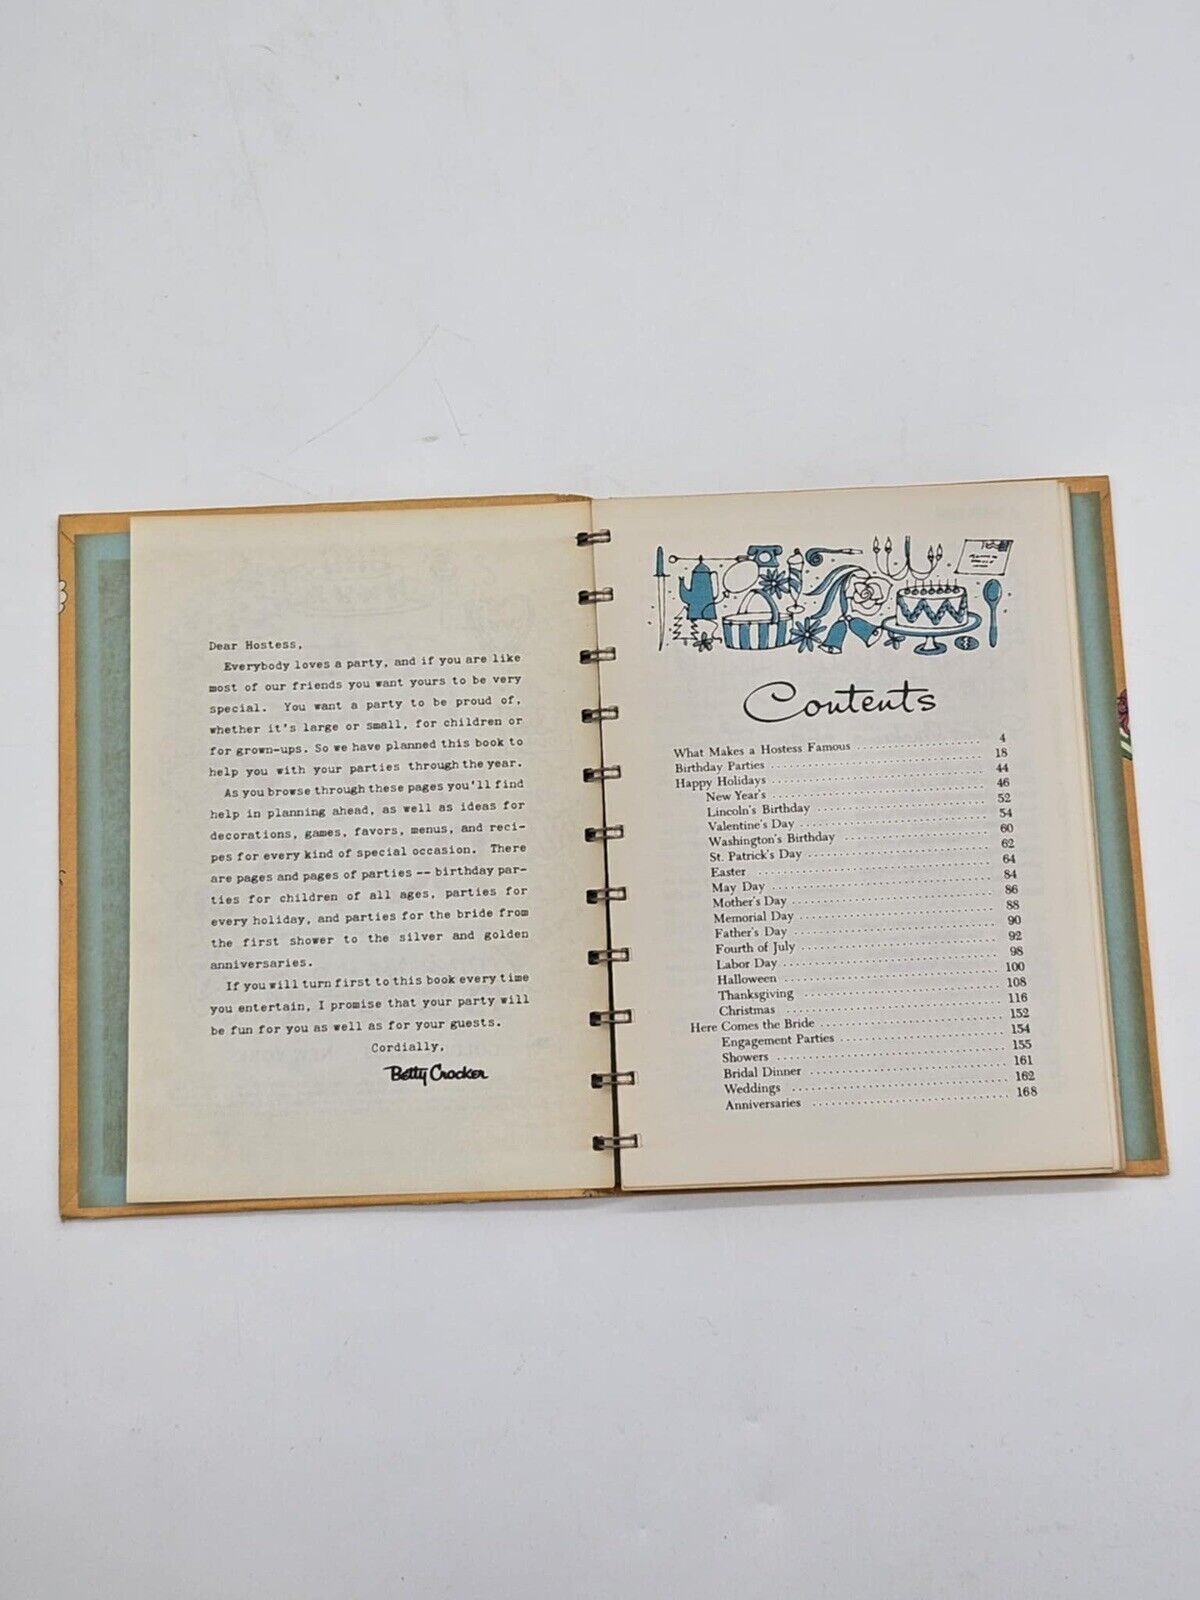 Dear Hostess,
Everybody loves a party, and if you are like
most of our friends you want yours to be very
special. You want a party to be proud of,
whether it's large or small, for children or
for grown-ups. So we have planned this book to
help you with your parties through the year.
As you browse through these pages you'll find
help in planning ahead, as well as ideas for
decorations, games, favors, menus, and reci-
pes for every kind of special occasion. There
are pages and pages of parties -- birthday par-
ties for children of all ages, parties for
every holiday, and parties for the bride from
the first shower to the silver and golden
anniversaries.
If you will turn first to this book every time
you entertain, I promise that your party will
be fun for you as well as for your guests.
Cordially,
Betty Crocker
Contents
What Makes a Hostess Famous .................... 4
Birthday Parties .................... 18
Happy Holidays .................... 44
New Year's .................... 46
Lincoln's Birthday .................... 52
Valentine's Day .................... 54
Washington's Birthday .................... 60
St. Patrick's Day .................... 62
Easter .................... 64
May Day .................... 84
Mother's Day .................... 86
Memorial Day .................... 88
Father's Day .................... 90
Fourth of July .................... 92
Labor Day .................... 98
Halloween .................... 100
Thanksgiving .................... 108
Christmas .................... 116
Here Comes the Bride .................... 152
Engagement Parties .................... 154
Showers .................... 155
Bridal Dinner .................... 161
Weddings .................... 162
Anniversaries .................... 168